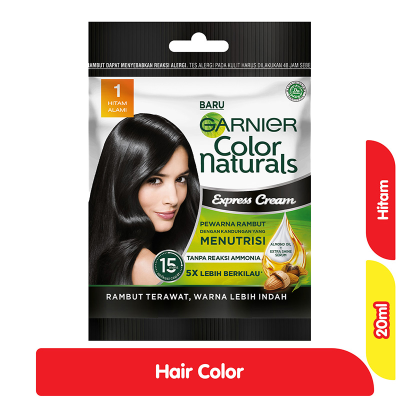 RAMBUT DAPAT MENYEBABKAN REAKSI ALERGI. TES ALERGI PADA KULIT HARUS DILAKUKAN 48 JAM SEBE
1
HITAM
ALAMI
BARU
GARNIER
Color
Naturals
Express Cream
PEWARNA RAMBUT
DENGAN KANDUNGAN YANG
MENUTRISI
ALMOND OIL
+
EXTRA SHINE
SERUM
TANPA REAKSI AMMONIA
15
5X LEBIH BERKILAU
RAMBUT TERAWAT, WARNA LEBIH INDAH
Hitam
20ml
Hair Color